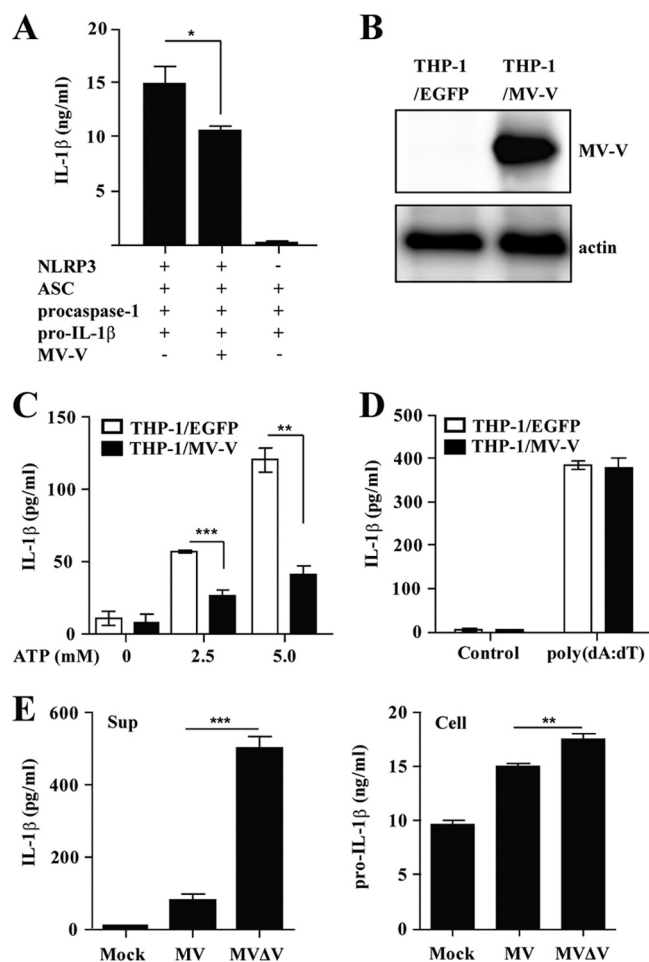 A
20
15
10
5
IL-1β (ng/ml)
*
NLRP3 + + -
ASC + + +
procaspase-1 + + +
pro-IL-1β + + +
MV-V - + -
B
THP-1 THP-1
/EGFP /MV-V
MV-V
actin
C
150
100
50
0
IL-1β (pg/ml)
THP-1/EGFP
THP-1/MV-V
***
**
ATP (mM) 0 2.5 5.0
D
500
400
300
200
100
0
IL-1β (pg/ml)
THP-1/EGFP
THP-1/MV-V
Control poly(dA:dT)
E
Sup
600
400
200
0
IL-1β (pg/ml)
***
Mock MV MVΔV
Cell
20
15
10
5
0
pro-IL-1β (ng/ml)
**
Mock MV MVΔV